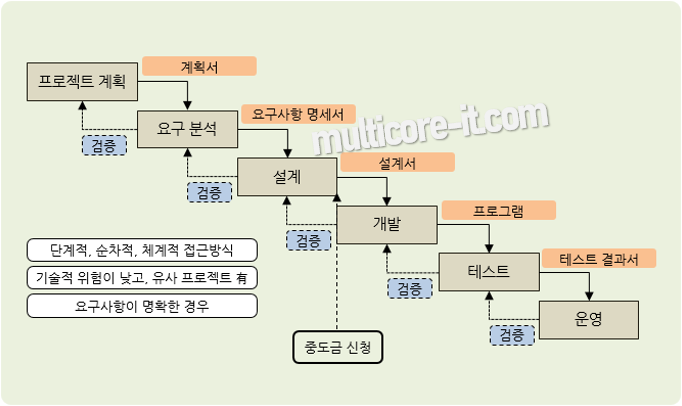 계획서
프로젝트 계획
요구사항 명세서
multicore-it.com
요구 분석
검증
설계서
설계
검증
프로그램
개발
검증
단계적, 순차적, 체계적 접근방식
테스트 결과서
테스트
기술적 위험이 낮고, 유사 프로젝트 有
검증
요구사항이 명확한 경우
운영
검증
중도금 신청